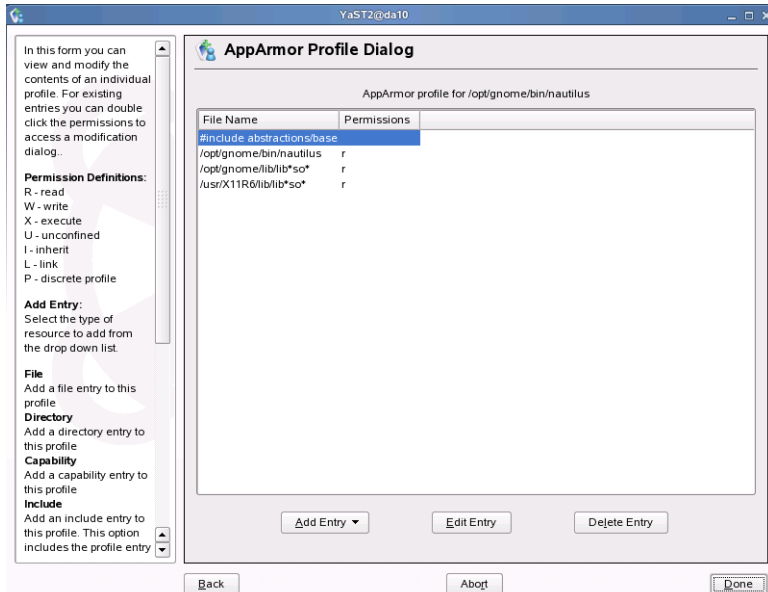 YaST2@da10
In this form you can
view and modify the
contents of an individual
profile. For existing
entries you can double
click the permissions to
access a modification
dialog..
Permission Definitions:
R - read
W - write
X - execute
U - unconfined
I - inherit
L - link
P - discrete profile
Add Entry:
Select the type of
resource to add from
the drop down list.
File
Add a file entry to this
profile
Directory
Add a directory entry to
this profile
Capability
Add a capability entry to
this profile
Include
Add an include entry to
this profile. This option
includes the profile entry
AppArmor Profile Dialog
AppArmor profile for /opt/gnome/bin/nautilus
File Name Permissions
#include abstractions/base
/opt/gnome/bin/nautilus r
/opt/gnome/lib/lib*so* r
/usr/X11R6/lib/lib*so* r
Add Entry Edit Entry Delete Entry
Back Abort Done